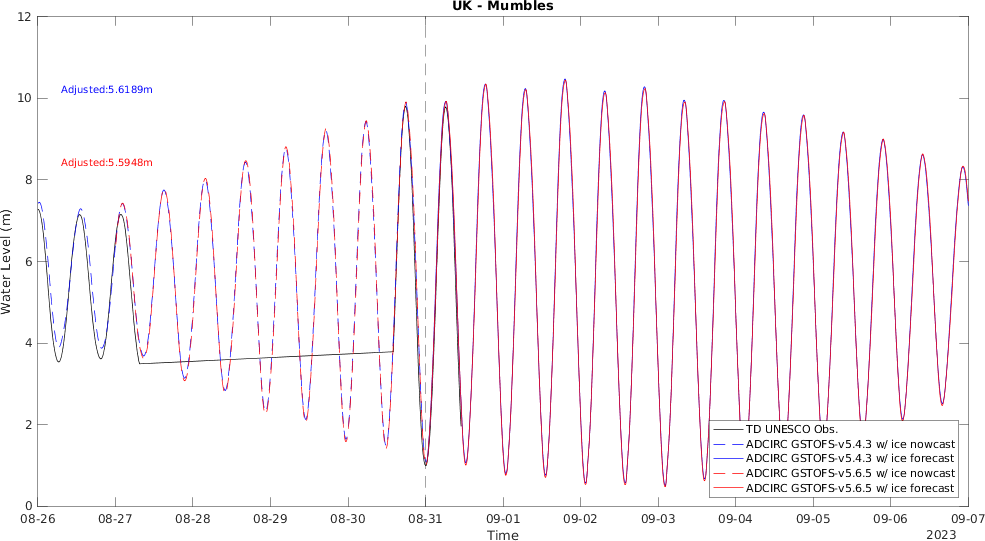 UK - Mumbles
12
10
8
6
4
2
0
Water Level (m)
Adjusted:5.6189m
Adjusted:5.5948m
TD UNESCO Obs.
ADCIRC GSTOFS-v5.4.3 w/ ice nowcast
ADCIRC GSTOFS-v5.4.3 w/ ice forecast
ADCIRC GSTOFS-v5.6.5 w/ ice nowcast
ADCIRC GSTOFS-v5.6.5 w/ ice forecast
08-26 08-27 08-28 08-29 08-30 08-31 09-01 09-02 09-03 09-04 09-05 09-06 09-07
Time
2023